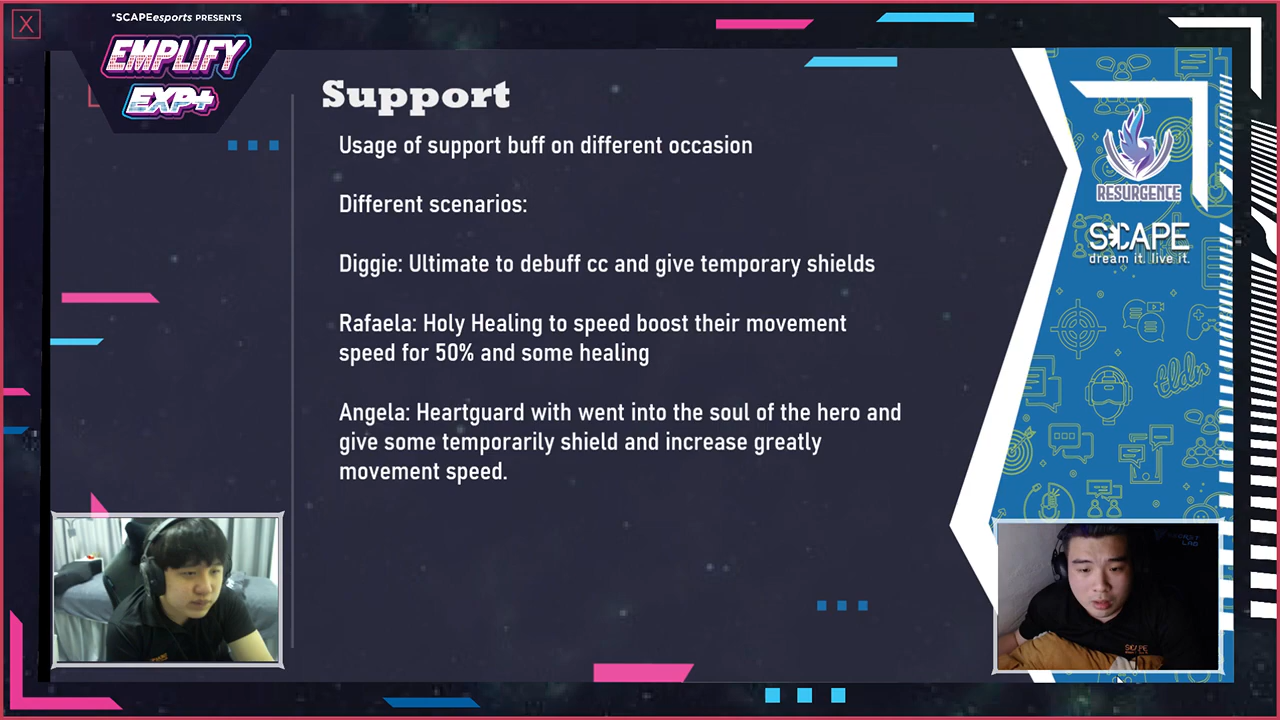 *SCAPEesports PRESENTS
EMPLIFY
EXP+
Support
Usage of support buff on different occasion
Different scenarios:
Diggie: Ultimate to debuff cc and give temporary shields
Rafaela: Holy Healing to speed boost their movement
speed for 50% and some healing
Angela: Heartguard with went into the soul of the hero and
give some temporarily shield and increase greatly
movement speed.
RESURGENCE
S*CAPE
dream it. live it.
tldr
SCAPE